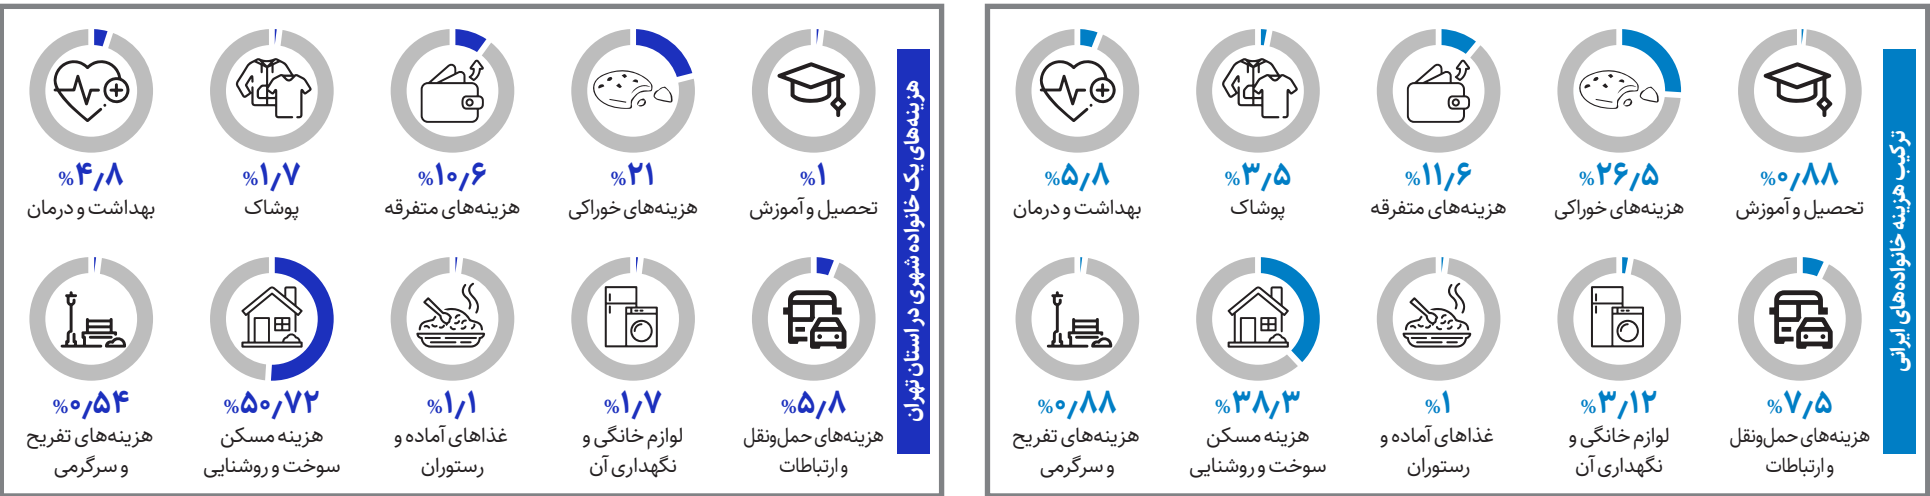 ترکیب هزینه خانواده‌های ایرانی
%۰٫۸۸
تحصیل و آموزش
%۲۶٫۵
هزینه‌های خوراکی
%۱۱٫۶
هزینه‌های متفرقه
%۳٫۵
پوشاک
%۵٫۸
بهداشت و درمان
%۷٫۵
هزینه‌های حمل‌ونقل
و ارتباطات
%۳٫۱۲
لوازم خانگی و
نگهداری آن
%۱
غذاهای آماده و
رستوران
%۳۸٫۳
هزینه مسکن
سوخت و روشنایی
%۰٫۸۸
هزینه‌های تفریح
و سرگرمی
هزینه‌های یک خانواده شهری در استان تهران
%۱
تحصیل و آموزش
%۲۱
هزینه‌های خوراکی
%۱۰٫۶
هزینه‌های متفرقه
%۱٫۷
پوشاک
%۴٫۸
بهداشت و درمان
%۵٫۸
هزینه‌های حمل‌ونقل
و ارتباطات
%۱٫۷
لوازم خانگی و
نگهداری آن
%۱٫۱
غذاهای آماده و
رستوران
%۵۰٫۷۲
هزینه مسکن
سوخت و روشنایی
%۰٫۵۴
هزینه‌های تفریح
و سرگرمی